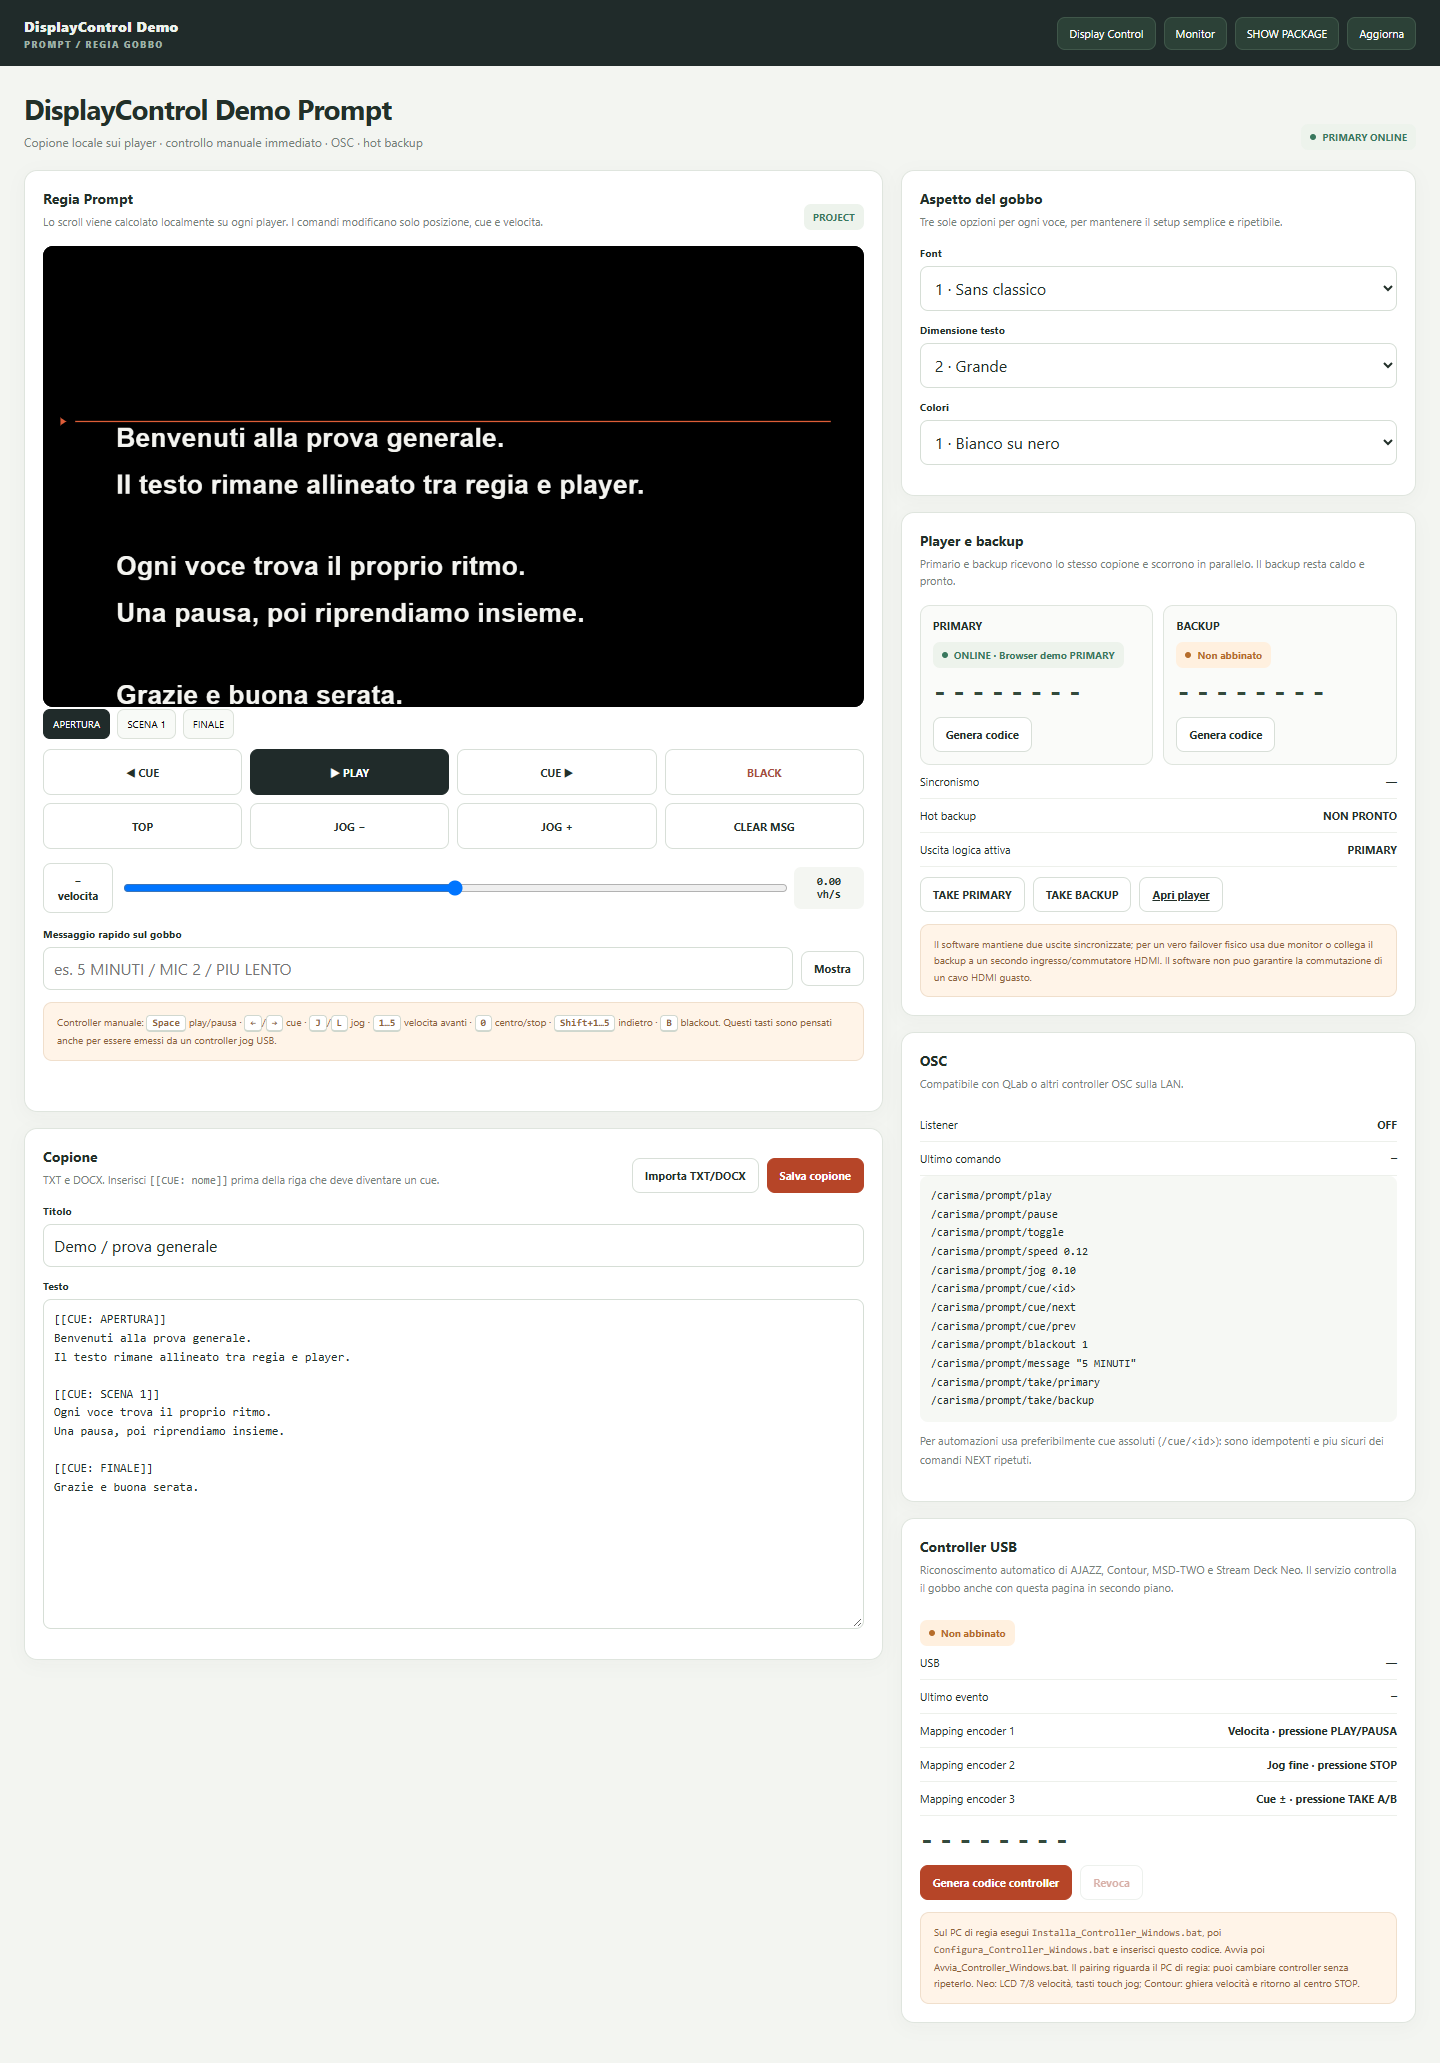 DisplayControl Demo
PROMPT / REGIA GOBBO
Display Control
Monitor
SHOW PACKAGE
Aggiorna
DisplayControl Demo Prompt
Copione locale sui player · controllo manuale immediato · OSC · hot backup
PRIMARY ONLINE
Regia Prompt
Lo scroll viene calcolato localmente su ogni player. I comandi modificano solo posizione, cue e velocita.
PROJECT
Benvenuti alla prova generale.
Il testo rimane allineato tra regia e player.
Ogni voce trova il proprio ritmo.
Una pausa, poi riprendiamo insieme.
Grazie e buona serata.
APERTURA
SCENA 1
FINALE
◀ CUE
▶ PLAY
CUE ▶
BLACK
TOP
JOG −
JOG +
CLEAR MSG
−
velocita
0.00
vh/s
Messaggio rapido sul gobbo
es. 5 MINUTI / MIC 2 / PIU LENTO
Mostra
Controller manuale: Space play/pausa · ←/→ cue · J/L jog · 1…5 velocita avanti · 0 centro/stop · Shift+1…5 indietro · B blackout. Questi tasti sono pensati
anche per essere emessi da un controller jog USB.
Copione
TXT e DOCX. Inserisci [[CUE: nome]] prima della riga che deve diventare un cue.
Importa TXT/DOCX
Salva copione
Titolo
Demo / prova generale
Testo
[[CUE: APERTURA]]
Benvenuti alla prova generale.
Il testo rimane allineato tra regia e player.
[[CUE: SCENA 1]]
Ogni voce trova il proprio ritmo.
Una pausa, poi riprendiamo insieme.
[[CUE: FINALE]]
Grazie e buona serata.
Aspetto del gobbo
Tre sole opzioni per ogni voce, per mantenere il setup semplice e ripetibile.
Font
1 · Sans classico
Dimensione testo
2 · Grande
Colori
1 · Bianco su nero
Player e backup
Primario e backup ricevono lo stesso copione e scorrono in parallelo. Il backup resta caldo e
pronto.
PRIMARY
ONLINE · Browser demo PRIMARY
--------
Genera codice
BACKUP
Non abbinato
--------
Genera codice
Sincronismo
—
Hot backup
NON PRONTO
Uscita logica attiva
PRIMARY
TAKE PRIMARY
TAKE BACKUP
Apri player
Il software mantiene due uscite sincronizzate; per un vero failover fisico usa due monitor o collega il
backup a un secondo ingresso/commutatore HDMI. Il software non puo garantire la commutazione di
un cavo HDMI guasto.
OSC
Compatibile con QLab o altri controller OSC sulla LAN.
Listener
OFF
Ultimo comando
–
/carisma/prompt/play
/carisma/prompt/pause
/carisma/prompt/toggle
/carisma/prompt/speed 0.12
/carisma/prompt/jog 0.10
/carisma/prompt/cue/<id>
/carisma/prompt/cue/next
/carisma/prompt/cue/prev
/carisma/prompt/blackout 1
/carisma/prompt/message "5 MINUTI"
/carisma/prompt/take/primary
/carisma/prompt/take/backup
Per automazioni usa preferibilmente cue assoluti (/cue/<id>): sono idempotenti e piu sicuri dei
comandi NEXT ripetuti.
Controller USB
Riconoscimento automatico di AJAZZ, Contour, MSD-TWO e Stream Deck Neo. Il servizio controlla
il gobbo anche con questa pagina in secondo piano.
Non abbinato
USB
—
Ultimo evento
–
Mapping encoder 1
Velocita · pressione PLAY/PAUSA
Mapping encoder 2
Jog fine · pressione STOP
Mapping encoder 3
Cue ± · pressione TAKE A/B
--------
Genera codice controller
Revoca
Sul PC di regia esegui Installa_Controller_Windows.bat, poi
Configura_Controller_Windows.bat e inserisci questo codice. Avvia poi
Avvia_Controller_Windows.bat. Il pairing riguarda il PC di regia: puoi cambiare controller senza
ripeterlo. Neo: LCD 7/8 velocità, tasti touch jog; Contour: ghiera velocità e ritorno al centro STOP.